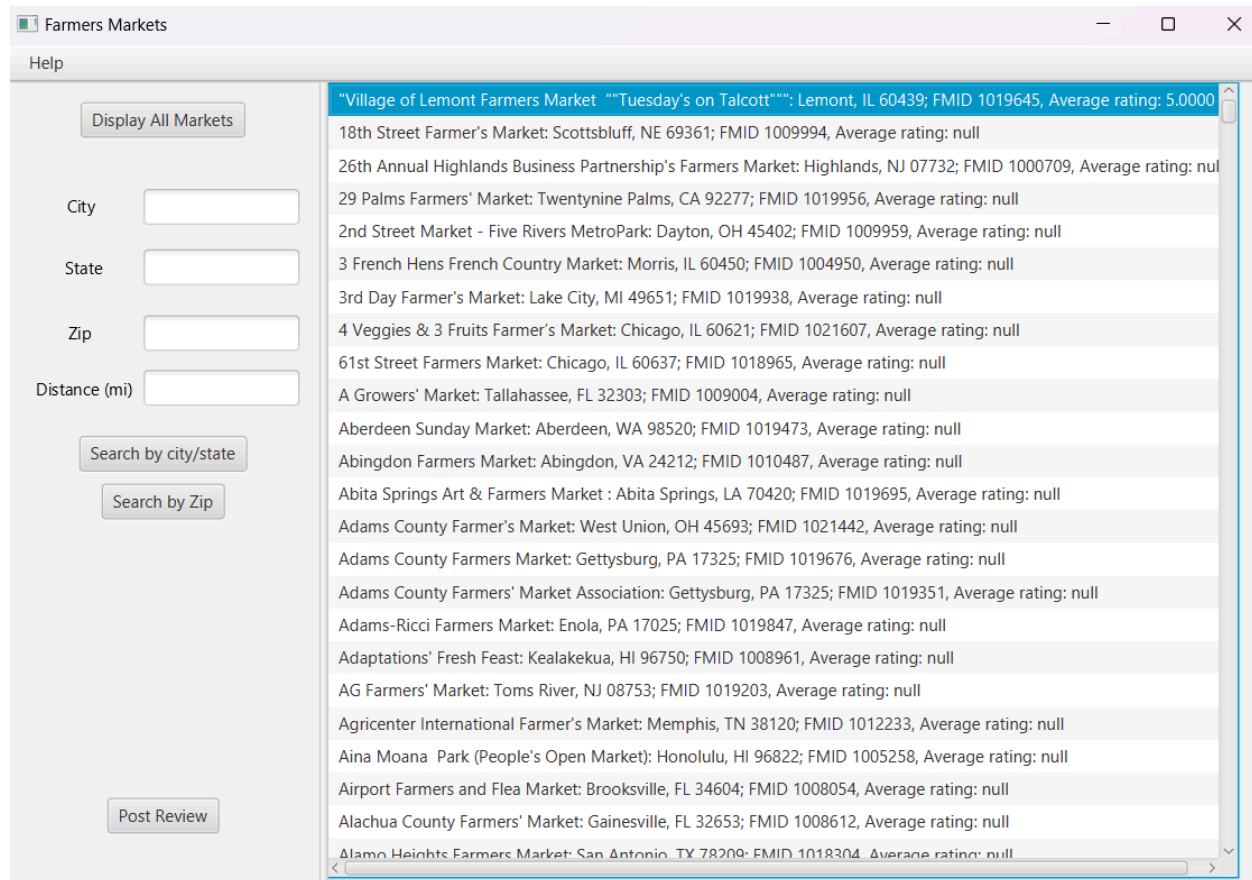 Farmers Markets
Help
Display All Markets
City
State
Zip
Distance (mi)
Search by city/state
Search by Zip
Post Review
"Village of Lemont Farmers Market  ""Tuesday's on Talcott""": Lemont, IL 60439; FMID 1019645, Average rating: 5.0000
18th Street Farmer's Market: Scottsbluff, NE 69361; FMID 1009994, Average rating: null
26th Annual Highlands Business Partnership's Farmers Market: Highlands, NJ 07732; FMID 1000709, Average rating: nul
29 Palms Farmers' Market: Twentynine Palms, CA 92277; FMID 1019956, Average rating: null
2nd Street Market - Five Rivers MetroPark: Dayton, OH 45402; FMID 1009959, Average rating: null
3 French Hens French Country Market: Morris, IL 60450; FMID 1004950, Average rating: null
3rd Day Farmer's Market: Lake City, MI 49651; FMID 1019938, Average rating: null
4 Veggies & 3 Fruits Farmer's Market: Chicago, IL 60621; FMID 1021607, Average rating: null
61st Street Farmers Market: Chicago, IL 60637; FMID 1018965, Average rating: null
A Growers' Market: Tallahassee, FL 32303; FMID 1009004, Average rating: null
Aberdeen Sunday Market: Aberdeen, WA 98520; FMID 1019473, Average rating: null
Abingdon Farmers Market: Abingdon, VA 24212; FMID 1010487, Average rating: null
Abita Springs Art & Farmers Market : Abita Springs, LA 70420; FMID 1019695, Average rating: null
Adams County Farmer's Market: West Union, OH 45693; FMID 1021442, Average rating: null
Adams County Farmers Market: Gettysburg, PA 17325; FMID 1019676, Average rating: null
Adams County Farmers' Market Association: Gettysburg, PA 17325; FMID 1019351, Average rating: null
Adams-Ricci Farmers Market: Enola, PA 17025; FMID 1019847, Average rating: null
Adaptations' Fresh Feast: Kealakekua, HI 96750; FMID 1008961, Average rating: null
AG Farmers' Market: Toms River, NJ 08753; FMID 1019203, Average rating: null
Agricenter International Farmer's Market: Memphis, TN 38120; FMID 1012233, Average rating: null
Aina Moana  Park (People's Open Market): Honolulu, HI 96822; FMID 1005258, Average rating: null
Airport Farmers and Flea Market: Brooksville, FL 34604; FMID 1008054, Average rating: null
Alachua County Farmers' Market: Gainesville, FL 32653; FMID 1008612, Average rating: null
Alamo Heights Farmers Market: San Antonio, TX 78209; FMID 1018304, Average rating: null